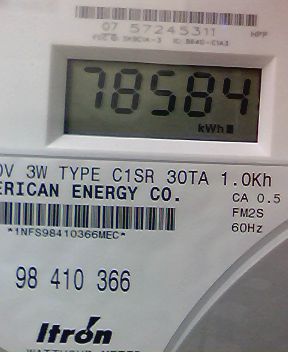 07 57245311
78584
kWh
V 3W TYPE C1SR 30TA 1.0Kh
ERICAN ENERGY CO.
CA 0.5
FM2S
60Hz
*1NFS98410366MEC*
98 410 366
Itron